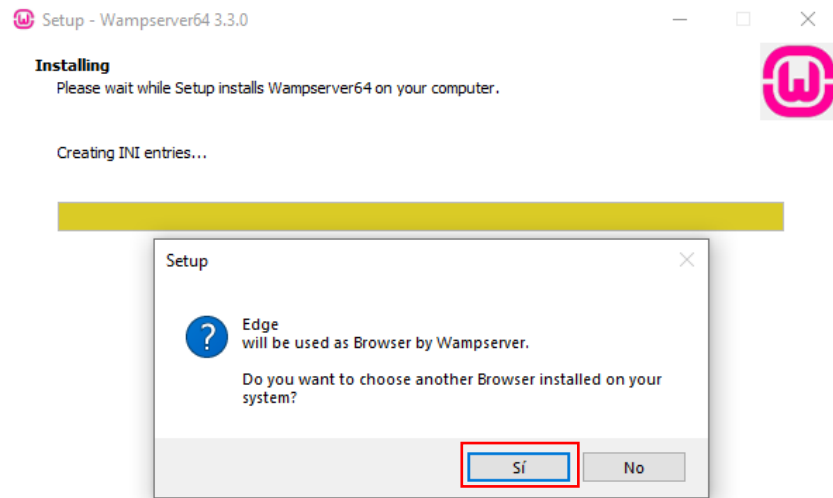 Setup - Wampserver64 3.3.0
Installing
Please wait while Setup installs Wampserver64 on your computer.
Creating INI entries...
Setup
Edge
will be used as Browser by Wampserver.
Do you want to choose another Browser installed on your
system?
Sí
No